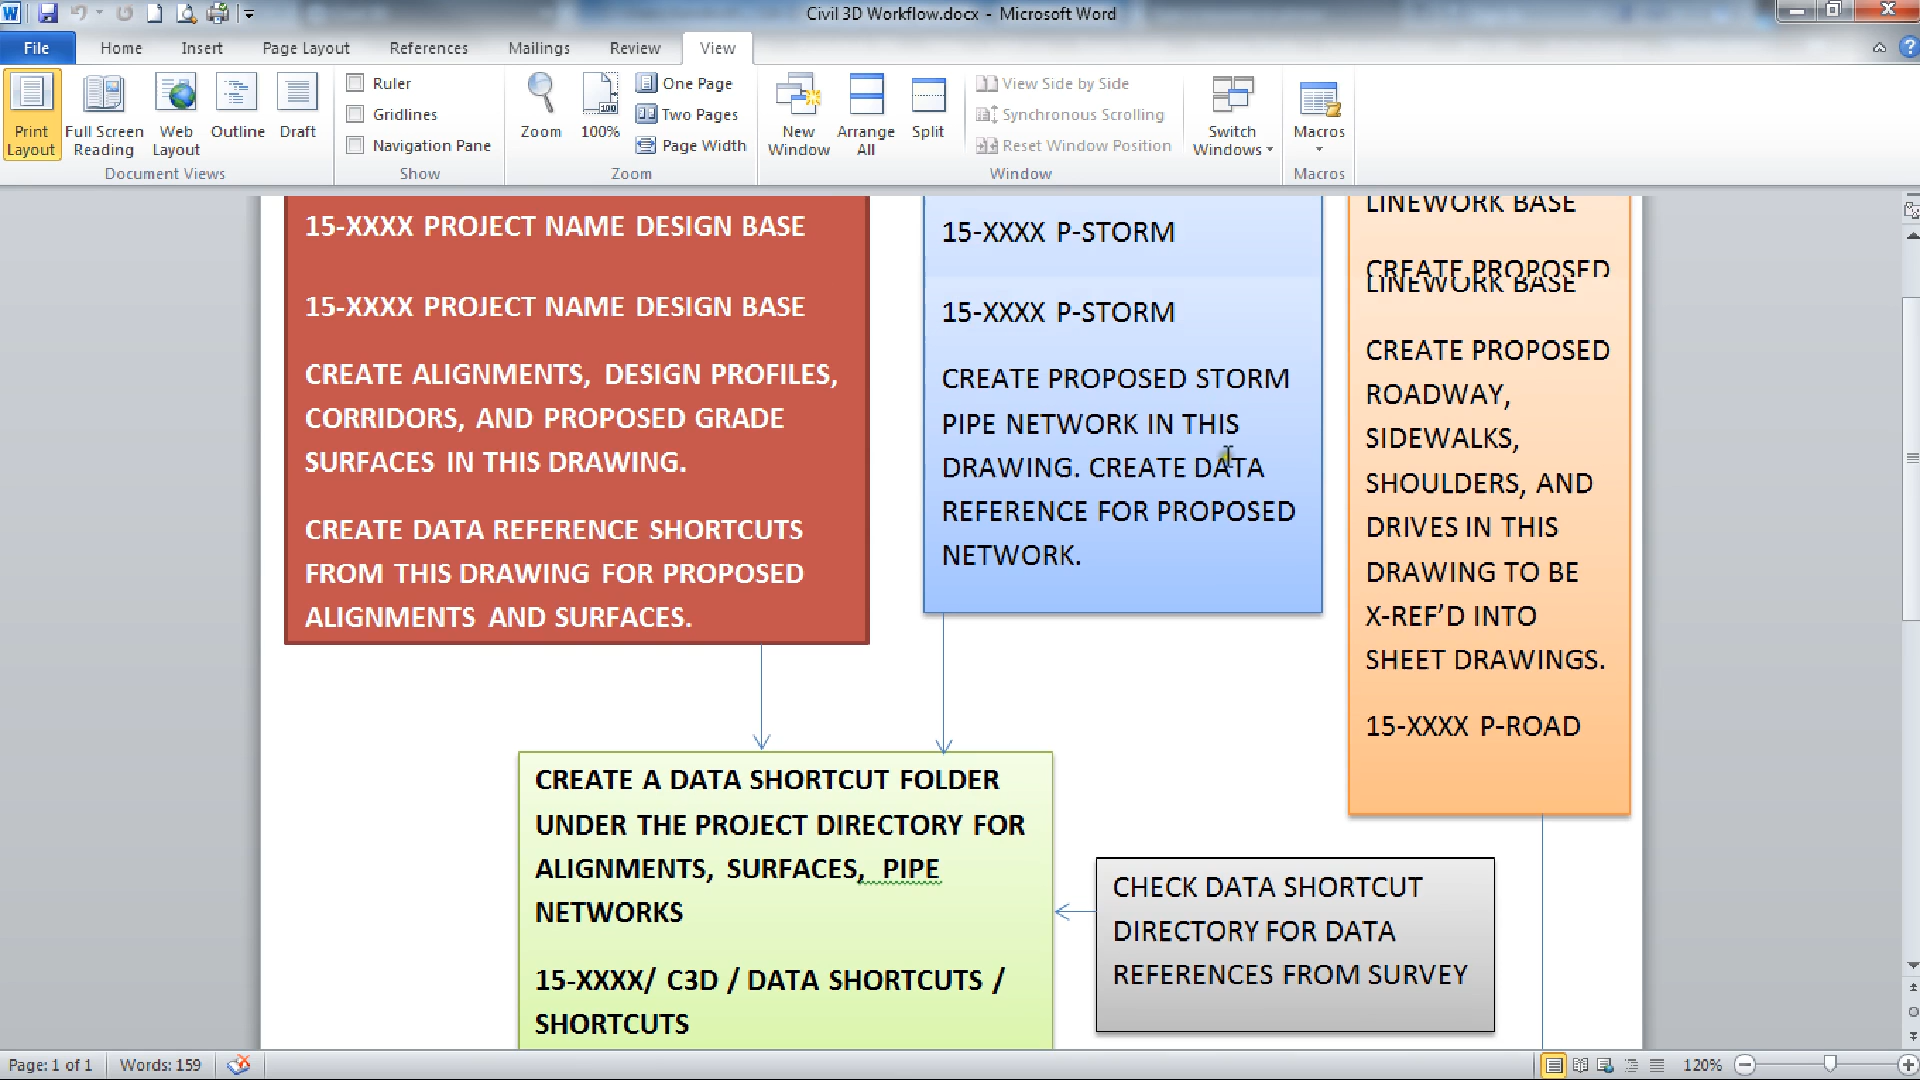 Civil 3D Workflow.docx - Microsoft Word
File Home Insert Page Layout References Mailings Review View
Print Layout
Full Screen Reading
Web Layout
Outline
Draft
Document Views
Ruler
Gridlines
Navigation Pane
Show
Zoom
100%
One Page
Two Pages
Page Width
Zoom
New Window
Arrange All
Split
View Side by Side
Synchronous Scrolling
Reset Window Position
Window
Switch Windows
Macros
Macros
15-XXXX PROJECT NAME DESIGN BASE
15-XXXX PROJECT NAME DESIGN BASE
CREATE ALIGNMENTS, DESIGN PROFILES,
CORRIDORS, AND PROPOSED GRADE
SURFACES IN THIS DRAWING.
CREATE DATA REFERENCE SHORTCUTS
FROM THIS DRAWING FOR PROPOSED
ALIGNMENTS AND SURFACES.
15-XXXX P-STORM
15-XXXX P-STORM
CREATE PROPOSED STORM
PIPE NETWORK IN THIS
DRAWING. CREATE DATA
REFERENCE FOR PROPOSED
NETWORK.
LINEWORK BASE
CREATE PROPOSED
LINEWORK BASE
CREATE PROPOSED
ROADWAY,
SIDEWALKS,
SHOULDERS, AND
DRIVES IN THIS
DRAWING TO BE
X-REF’D INTO
SHEET DRAWINGS.
15-XXXX P-ROAD
CREATE A DATA SHORTCUT FOLDER
UNDER THE PROJECT DIRECTORY FOR
ALIGNMENTS, SURFACES, PIPE
NETWORKS
15-XXXX/ C3D / DATA SHORTCUTS /
SHORTCUTS
CHECK DATA SHORTCUT
DIRECTORY FOR DATA
REFERENCES FROM SURVEY
Page: 1 of 1 Words: 159 120%